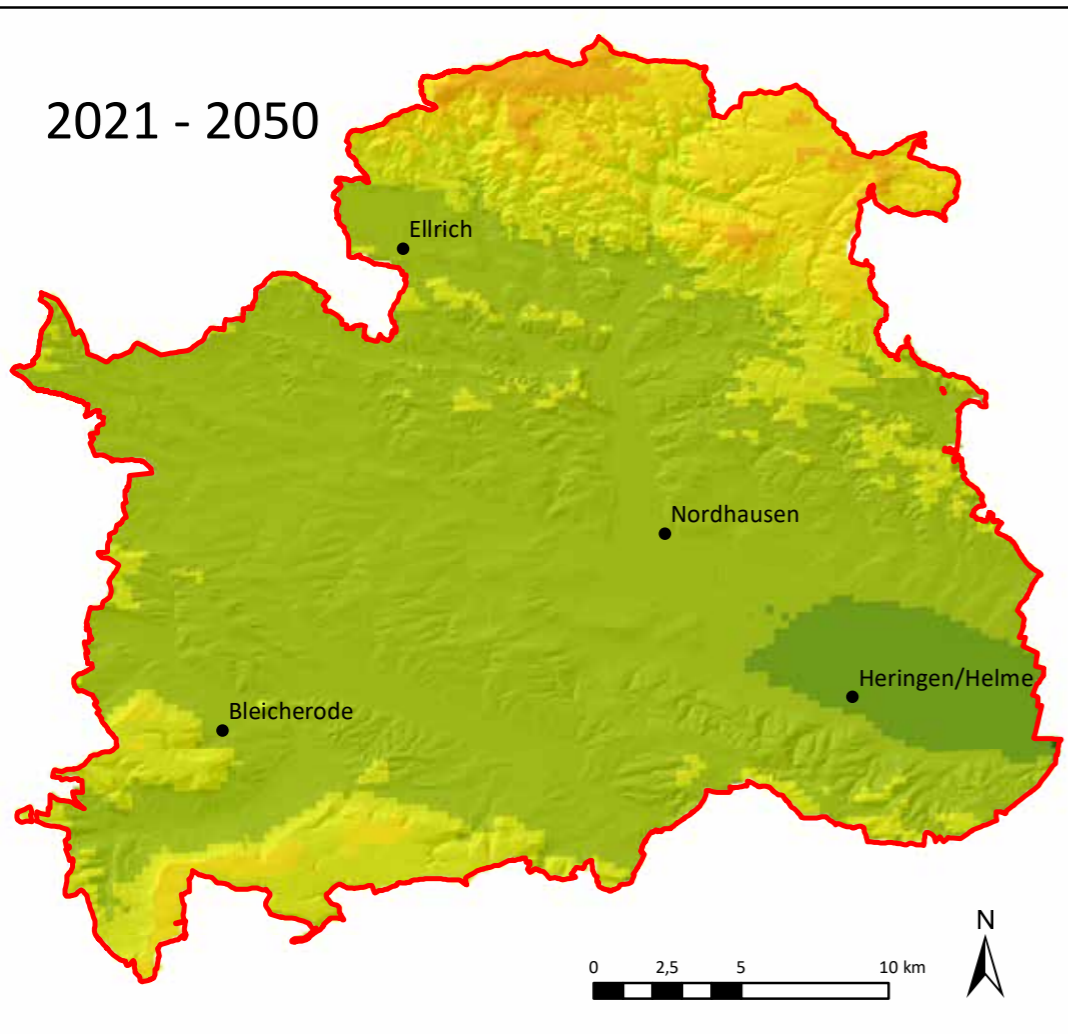 2021 - 2050
Ellrich
Nordhausen
Heringen/Helme
Bleicherode
N
0 2,5 5 10 km